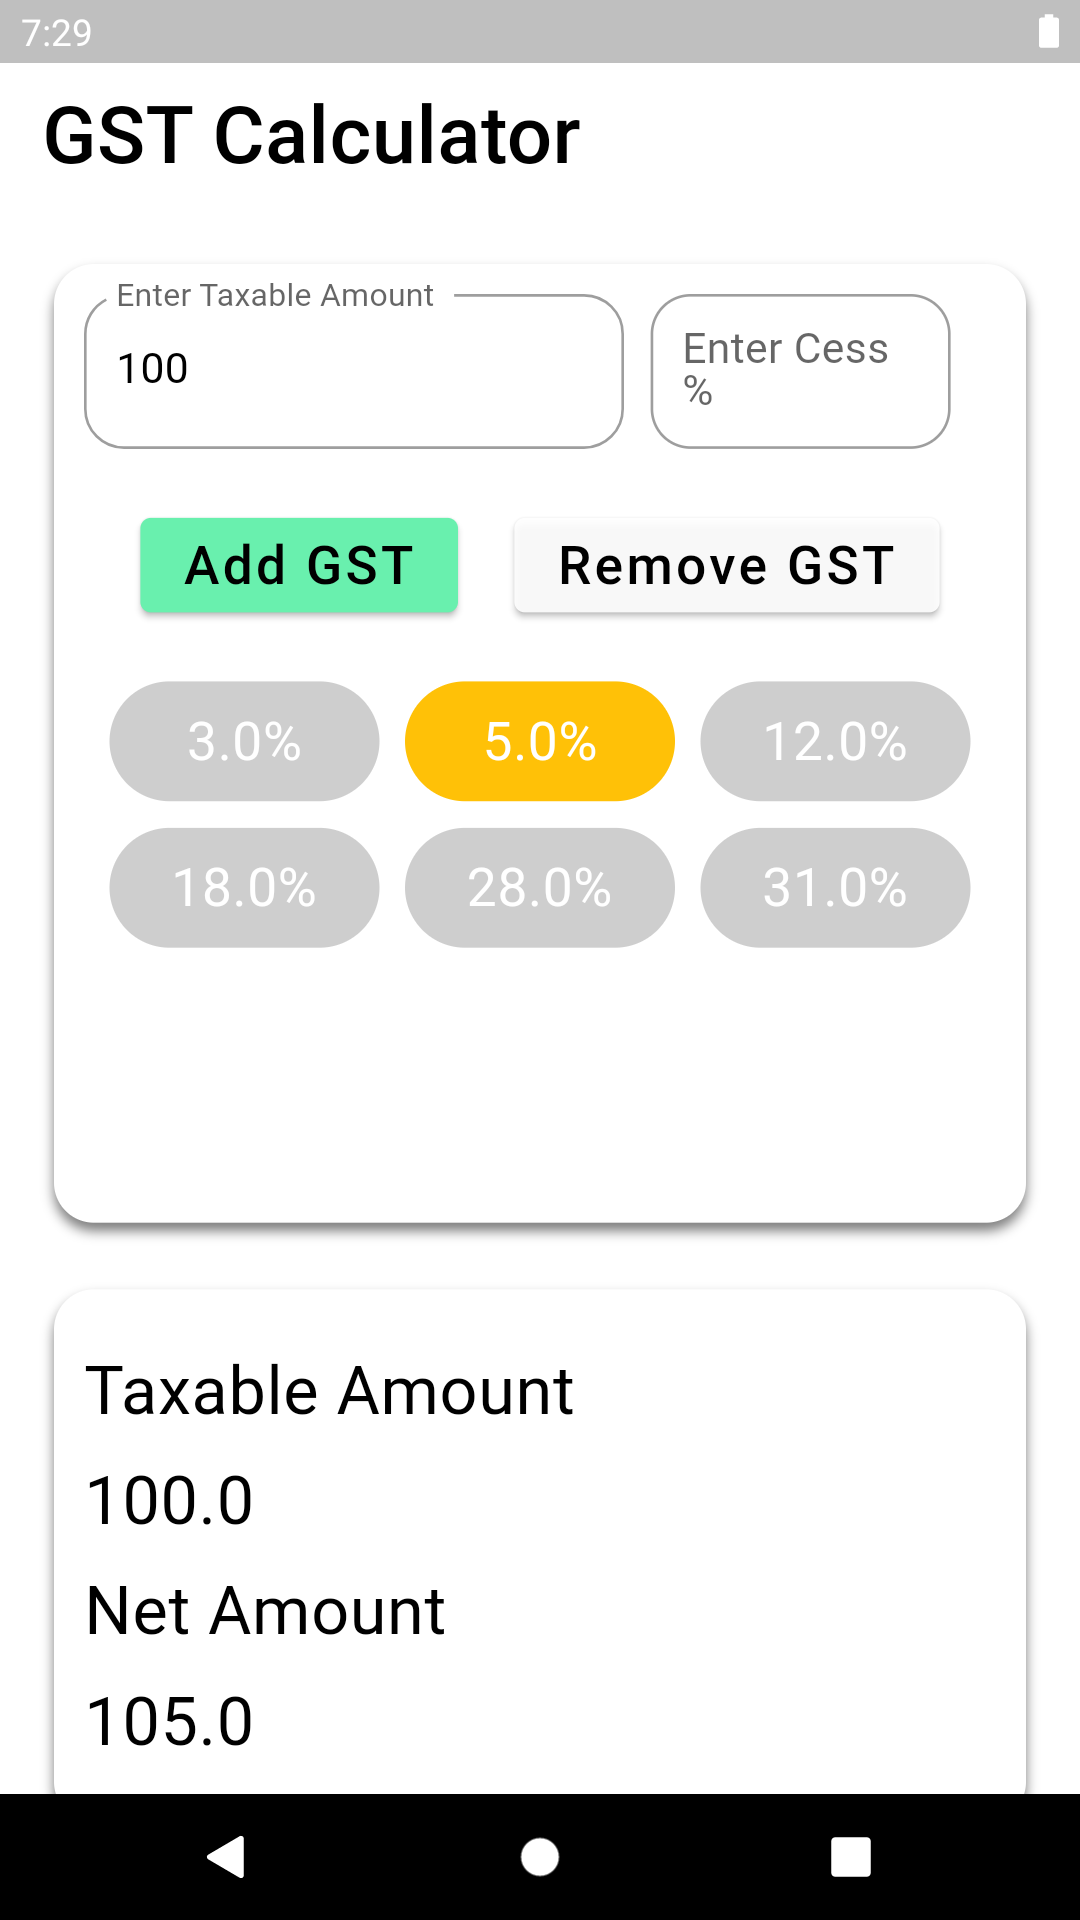 7:29
GST Calculator
Enter Taxable Amount
100
Enter Cess
%
Add GST
Remove GST
3.0%
5.0%
12.0%
18.0%
28.0%
31.0%
Taxable Amount
100.0
Net Amount
105.0